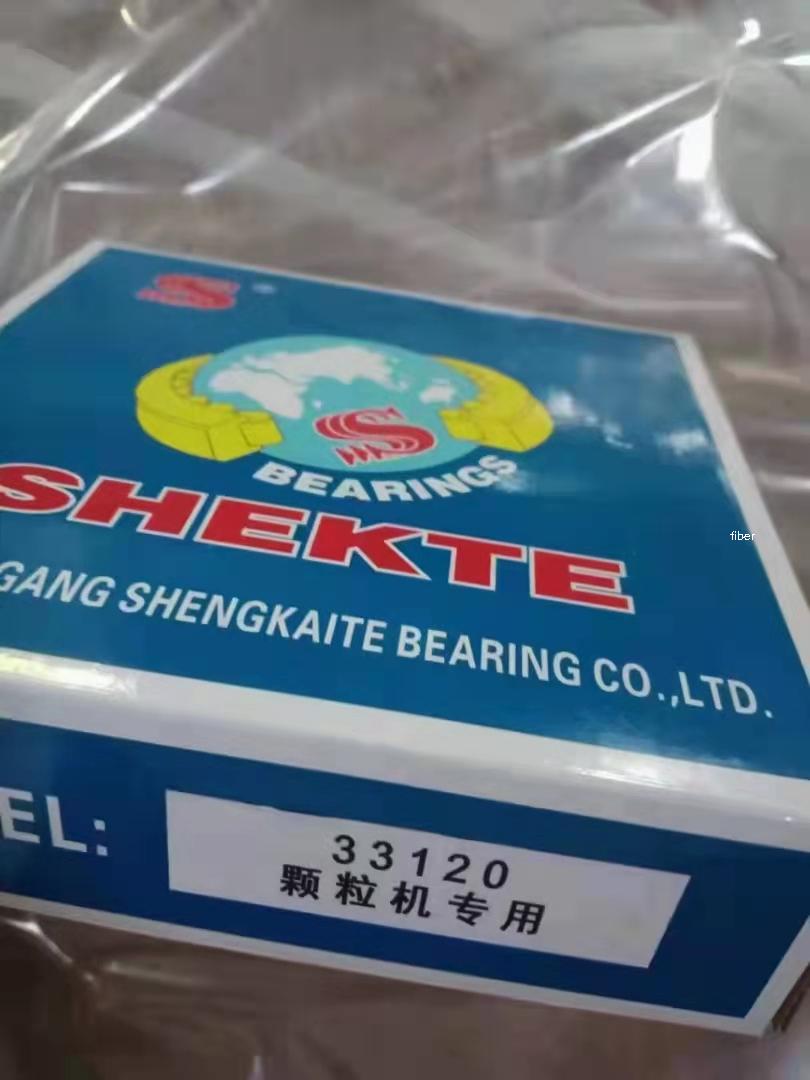 BEARINGS
SHEKTE
GANG SHENGKAITE BEARING CO.,LTD.
fiber
EL:
33120
颗粒机专用